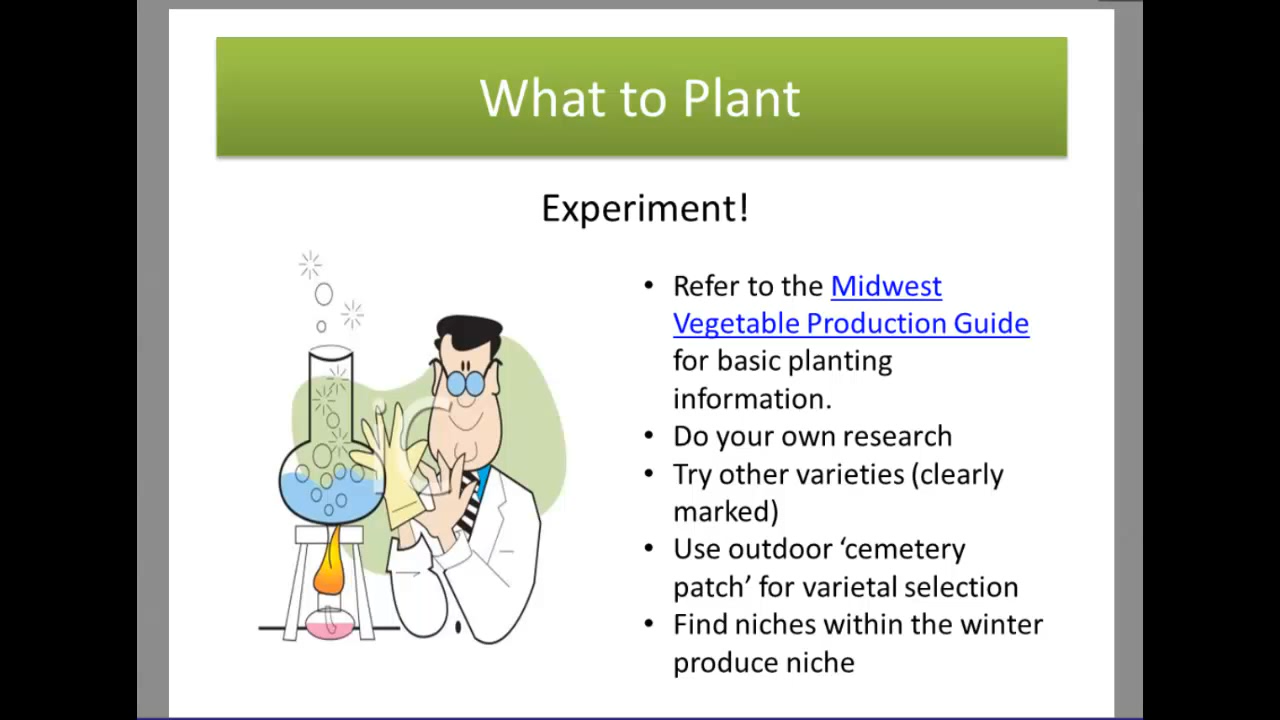 What to Plant
Experiment!
• Refer to the Midwest
Vegetable Production Guide
for basic planting
information.
• Do your own research
• Try other varieties (clearly
marked)
• Use outdoor ‘cemetery
patch’ for varietal selection
• Find niches within the winter
produce niche